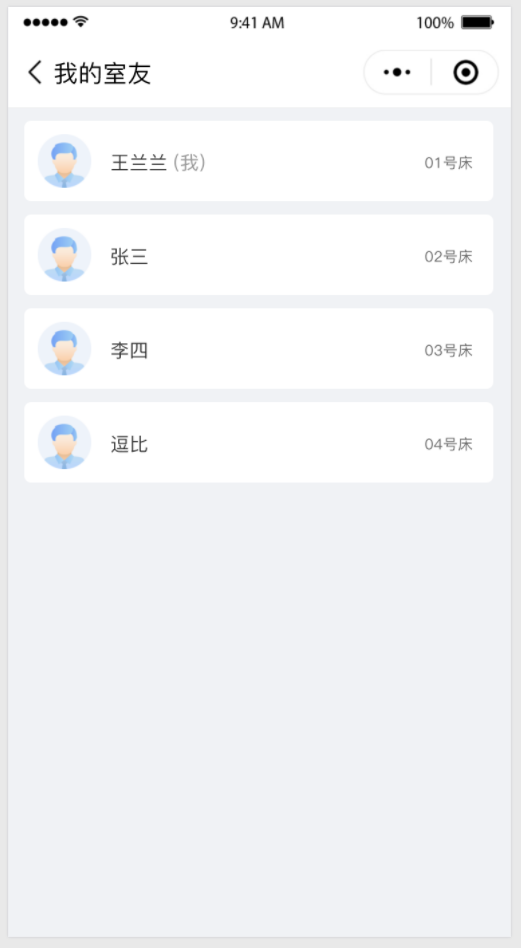 9:41 AM 100%
我的室友
王兰兰 (我) 01号床
张三 02号床
李四 03号床
逗比 04号床